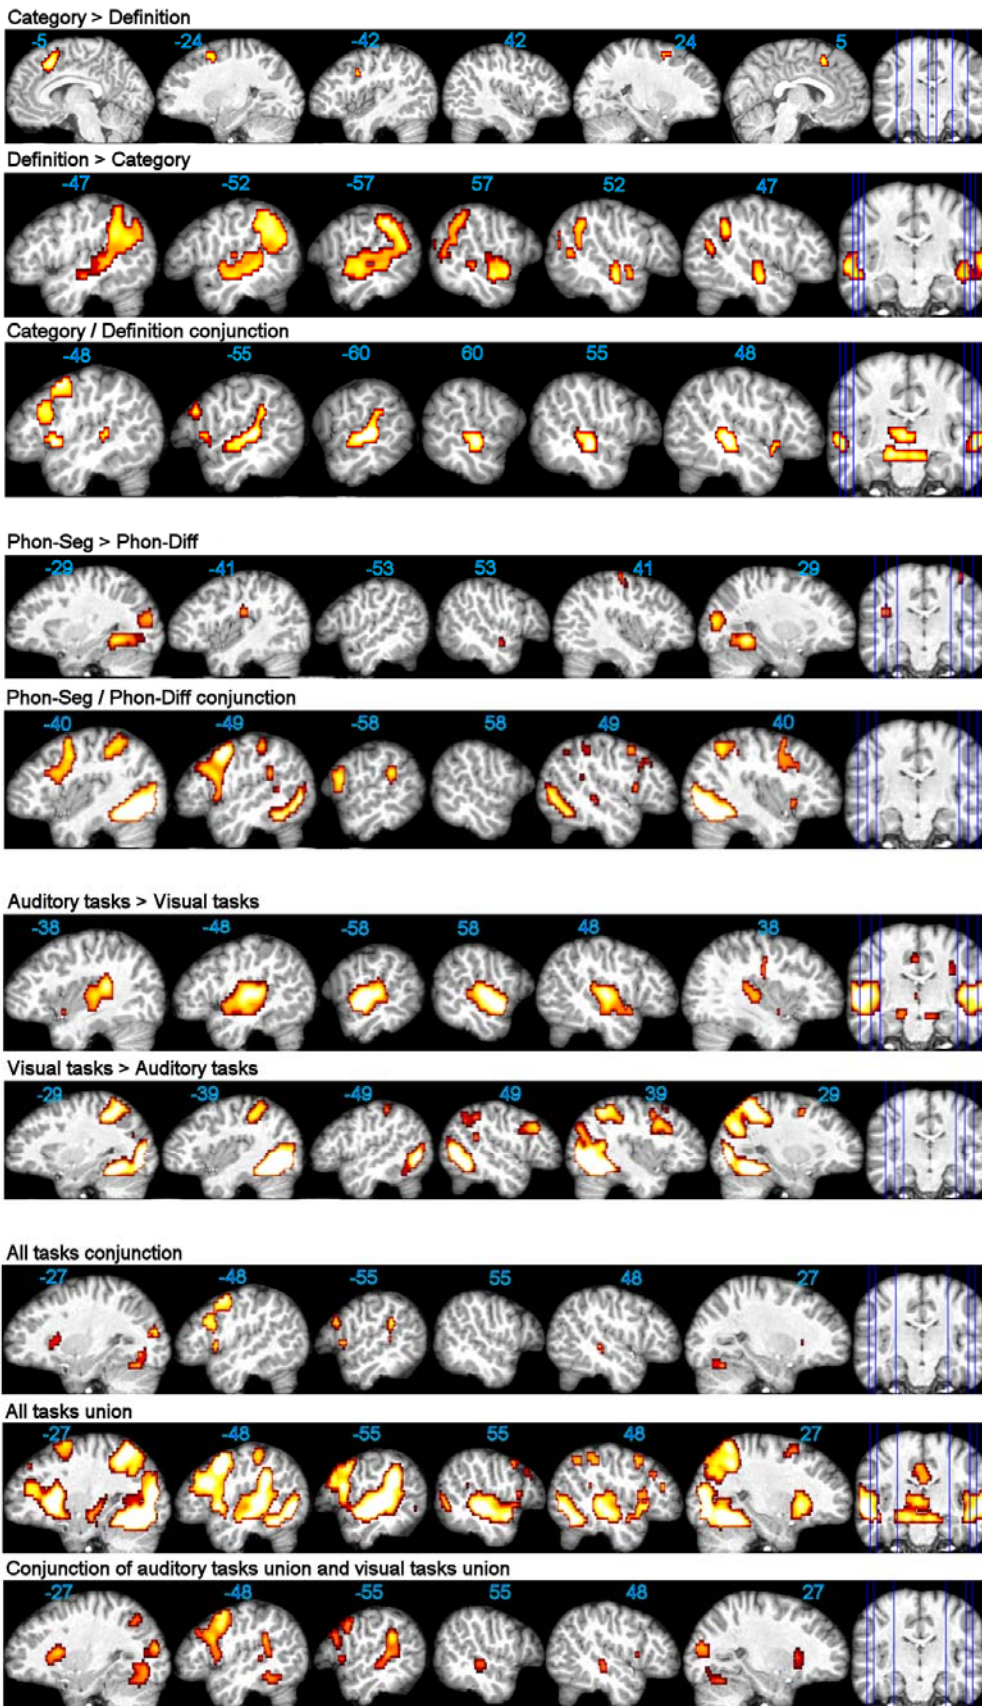 Category > Definition
-5 -24 -42 42 24 5
Definition > Category
-47 -52 -57 57 52 47
Category / Definition conjunction
-48 -55 -60 60 55 48
Phon-Seg > Phon-Diff
-29 -41 -53 53 41 29
Phon-Seg / Phon-Diff conjunction
-40 -49 -58 58 49 40
Auditory tasks > Visual tasks
-38 -48 -58 58 48 38
Visual tasks > Auditory tasks
-29 -39 -49 49 39 29
All tasks conjunction
-27 -48 -55 55 48 27
All tasks union
-27 -48 -55 55 48 27
Conjunction of auditory tasks union and visual tasks union
-27 -48 -55 55 48 27